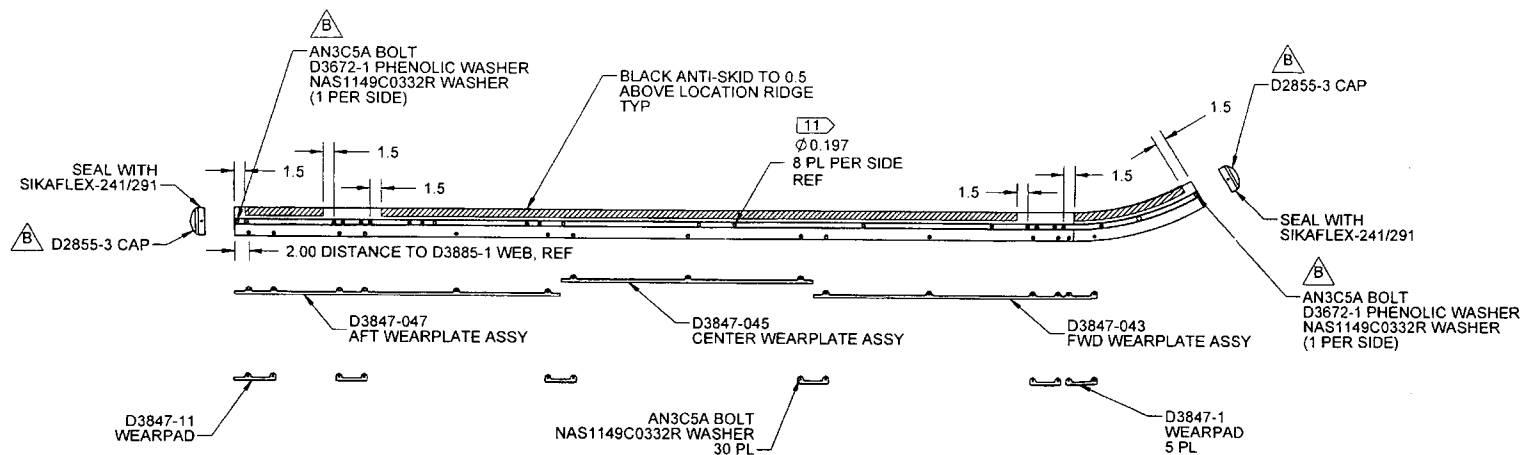 B
AN3C5A BOLT
D3672-1 PHENOLIC WASHER
NAS1149C0332R WASHER
(1 PER SIDE)
BLACK ANTI-SKID TO 0.5
ABOVE LOCATION RIDGE
TYP
11
Ø0.197
8 PL PER SIDE
REF
B
D2855-3 CAP
1.5
1.5
1.5
1.5
1.5
1.5
SEAL WITH
SIKAFLEX-241/291
B
D2855-3 CAP
2.00 DISTANCE TO D3885-1 WEB, REF
SEAL WITH
SIKAFLEX-241/291
B
AN3C5A BOLT
D3672-1 PHENOLIC WASHER
NAS1149C0332R WASHER
(1 PER SIDE)
D3847-047
AFT WEARPLATE ASSY
D3847-045
CENTER WEARPLATE ASSY
D3847-043
FWD WEARPLATE ASSY
D3847-11
WEARPAD
AN3C5A BOLT
NAS1149C0332R WASHER
30 PL
D3847-1
WEARPAD
5 PL